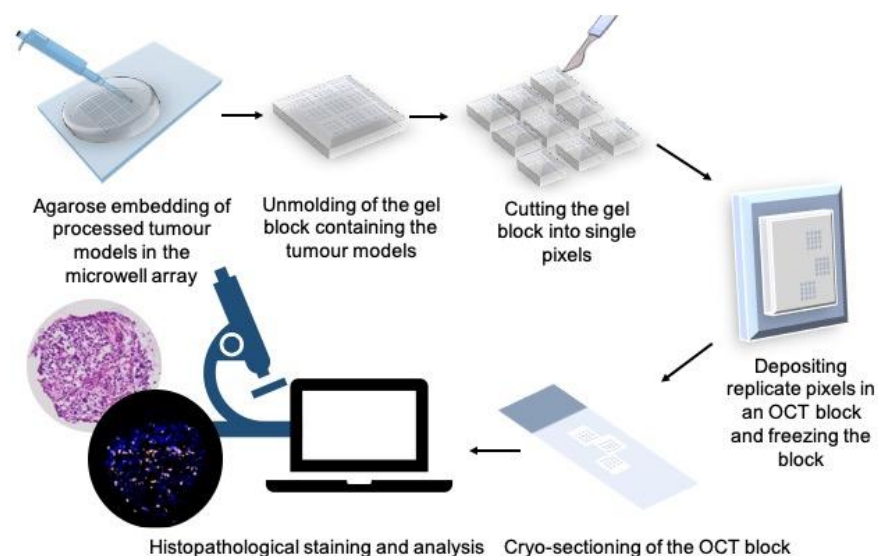 Agarose embedding of
processed tumour
models in the
microwell array
Unmolding of the gel
block containing the
tumour models
Cutting the gel
block into single
pixels
Depositing
replicate pixels in
an OCT block
and freezing the
block
Cryo-sectioning of the OCT block
Histopathological staining and analysis